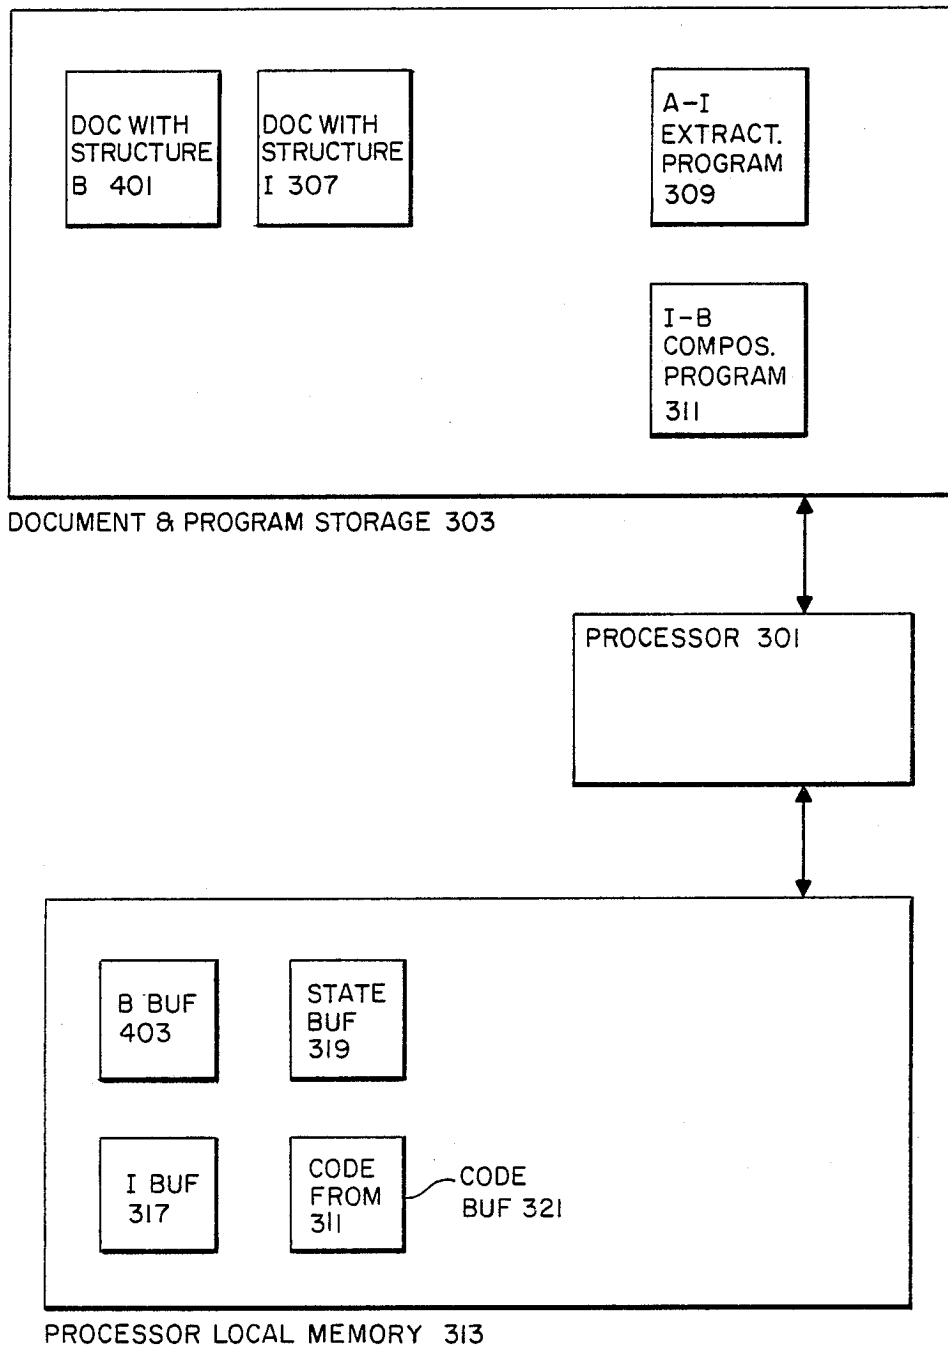 DOC WITH
STRUCTURE
B 401
DOC WITH
STRUCTURE
I 307
A-I
EXTRACT.
PROGRAM
309
I-B
COMPOS.
PROGRAM
311
DOCUMENT & PROGRAM STORAGE 303
PROCESSOR 301
B BUF
403
STATE
BUF
319
I BUF
317
CODE
FROM
311
CODE
BUF 321
PROCESSOR LOCAL MEMORY 313